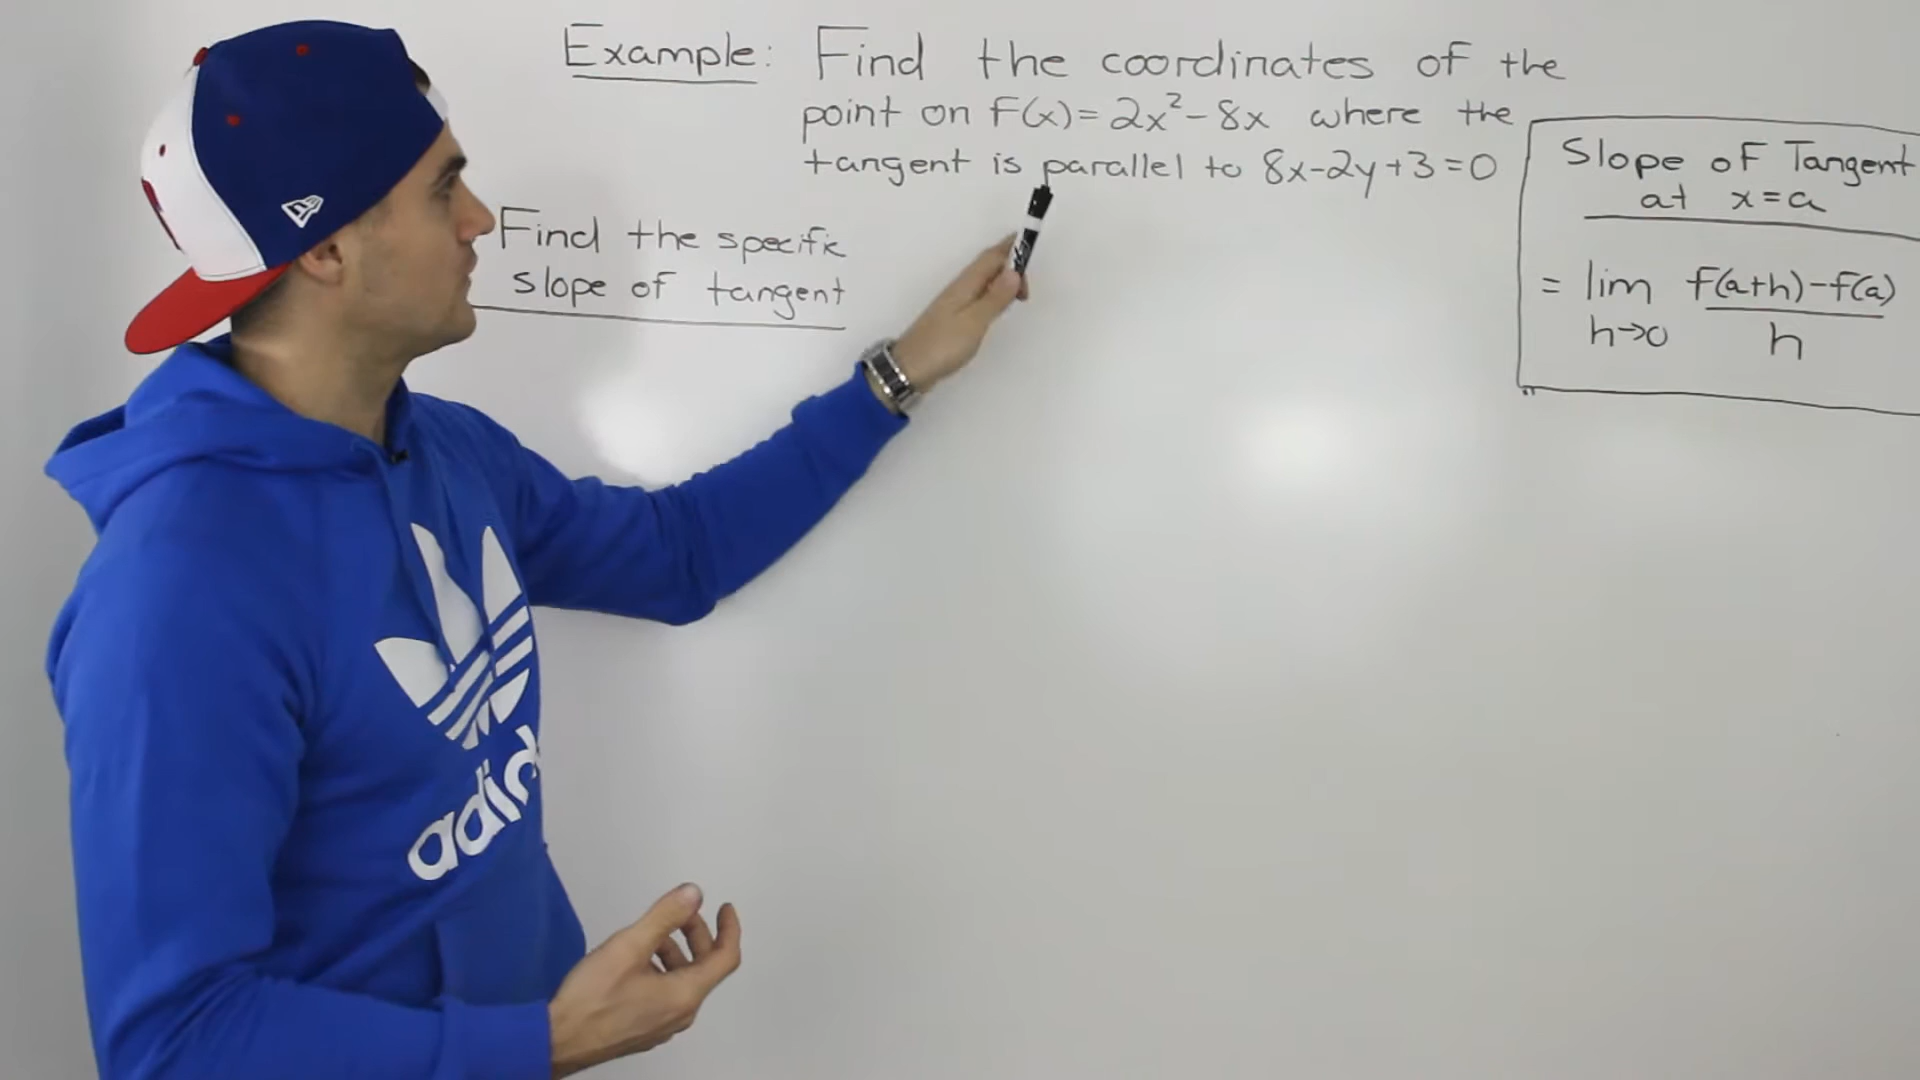 Example: Find the coordinates of the
point on f(x) = 2x² - 8x where the
tangent is parallel to 8x-2y+3=0
Find the specific
slope of tangent
Slope of Tangent
at x=a
= lim f(a+h)-f(a)
h→0 h
adid